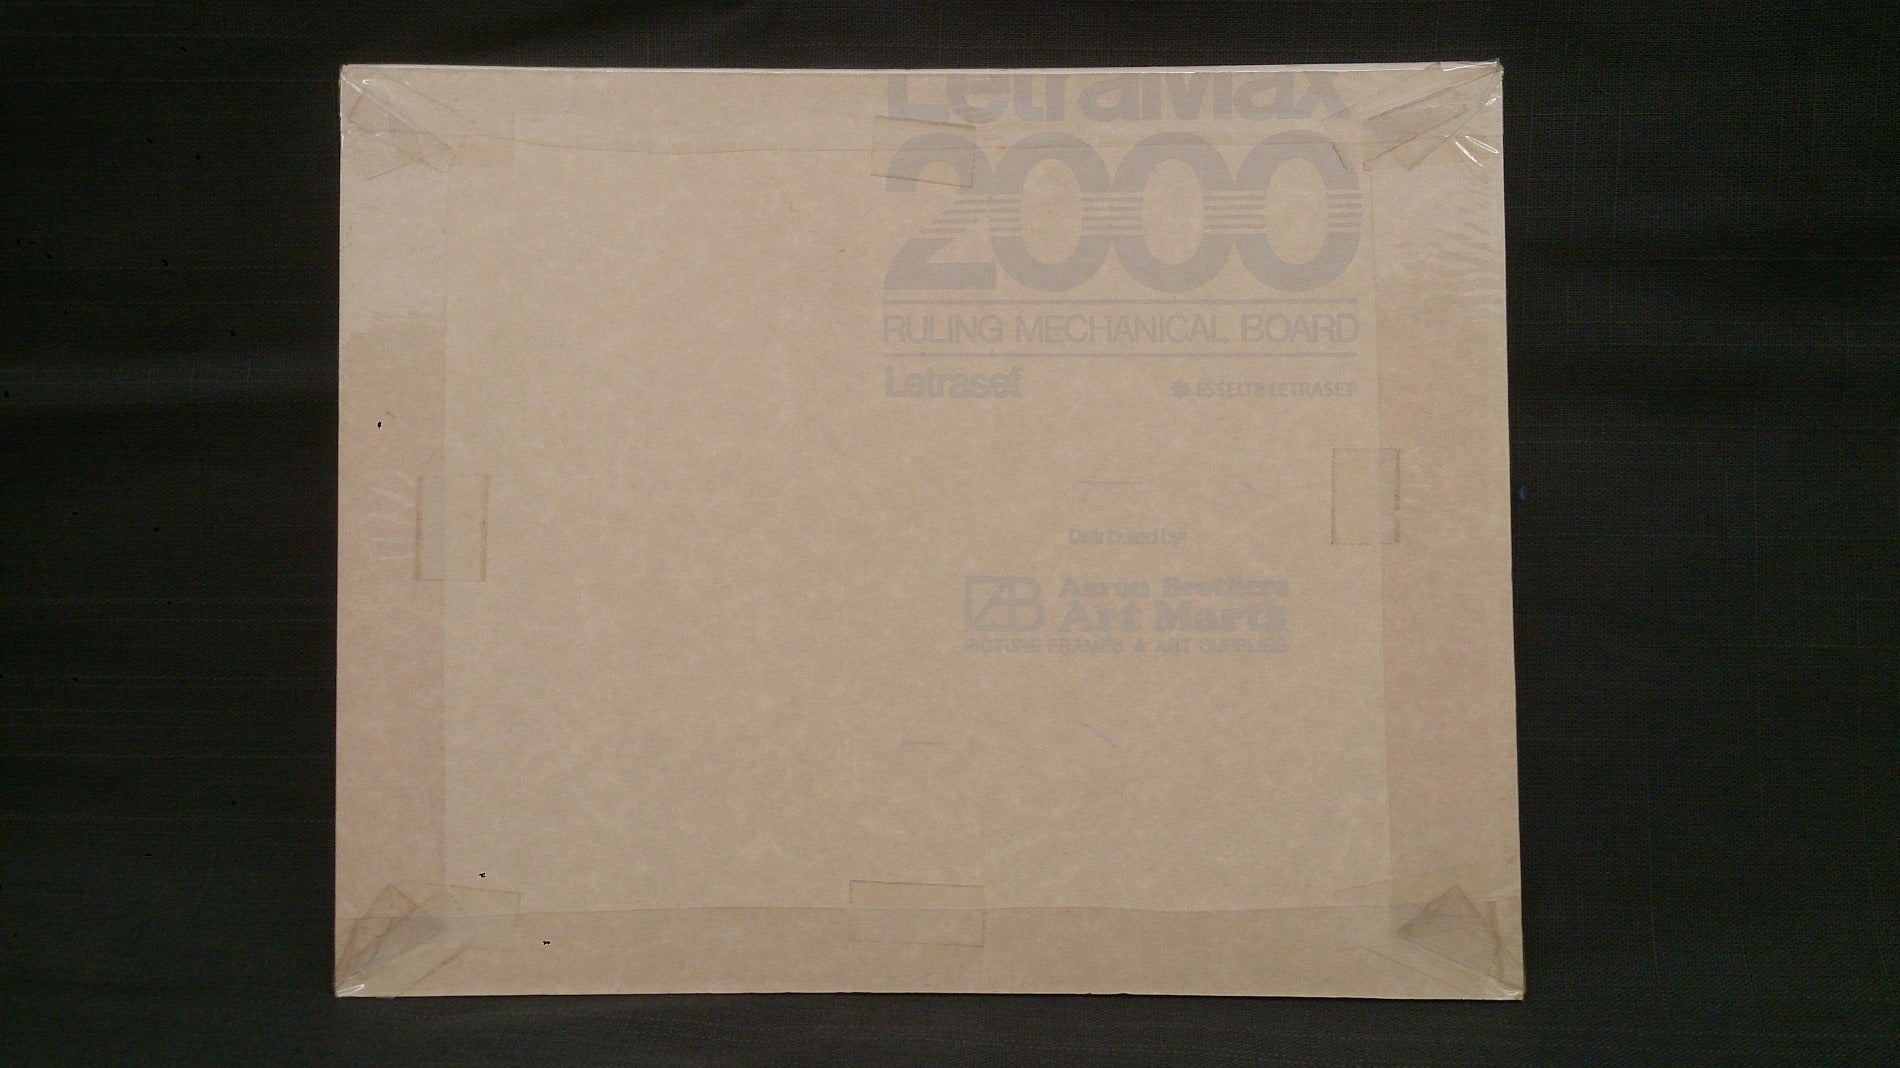 LetraMax
2000
RULING MECHANICAL BOARD
Letraset
ESSELTE LETRASET
Distributed by:
AB
Aaron Brothers
Art Marts
PICTURE FRAMES & ART SUPPLIES